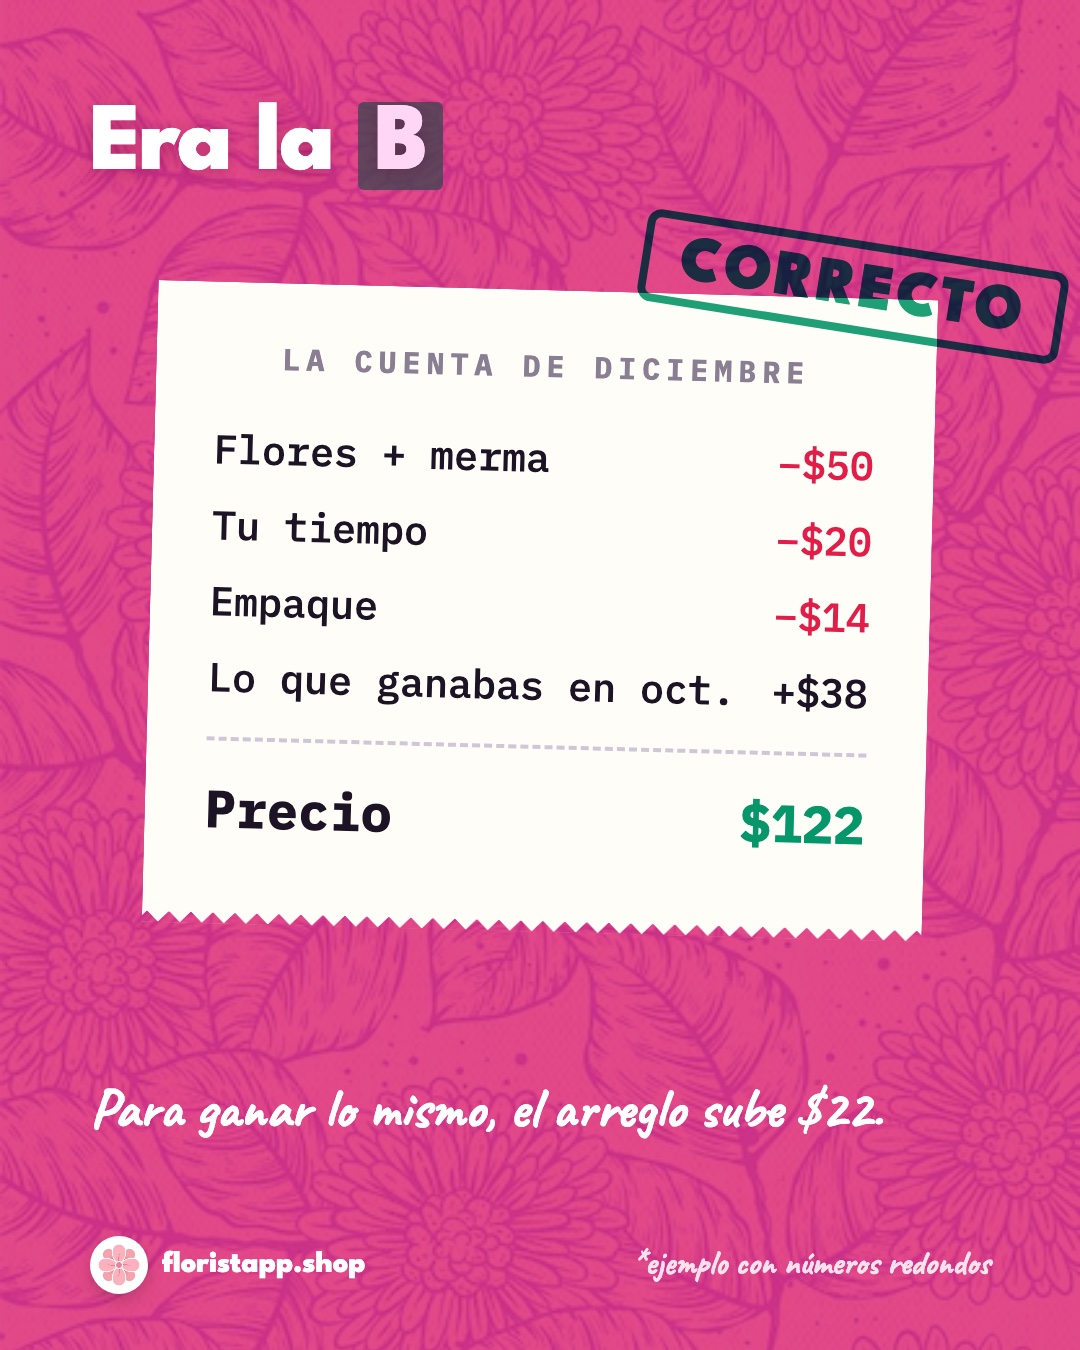 Era la B
CORRECTO
LA CUENTA DE DICIEMBRE
Flores + merma −$50
Tu tiempo −$20
Empaque −$14
Lo que ganabas en oct. +$38
Precio $122
Para ganar lo mismo, el arreglo sube $22.
floristapp.shop
*ejemplo con números redondos